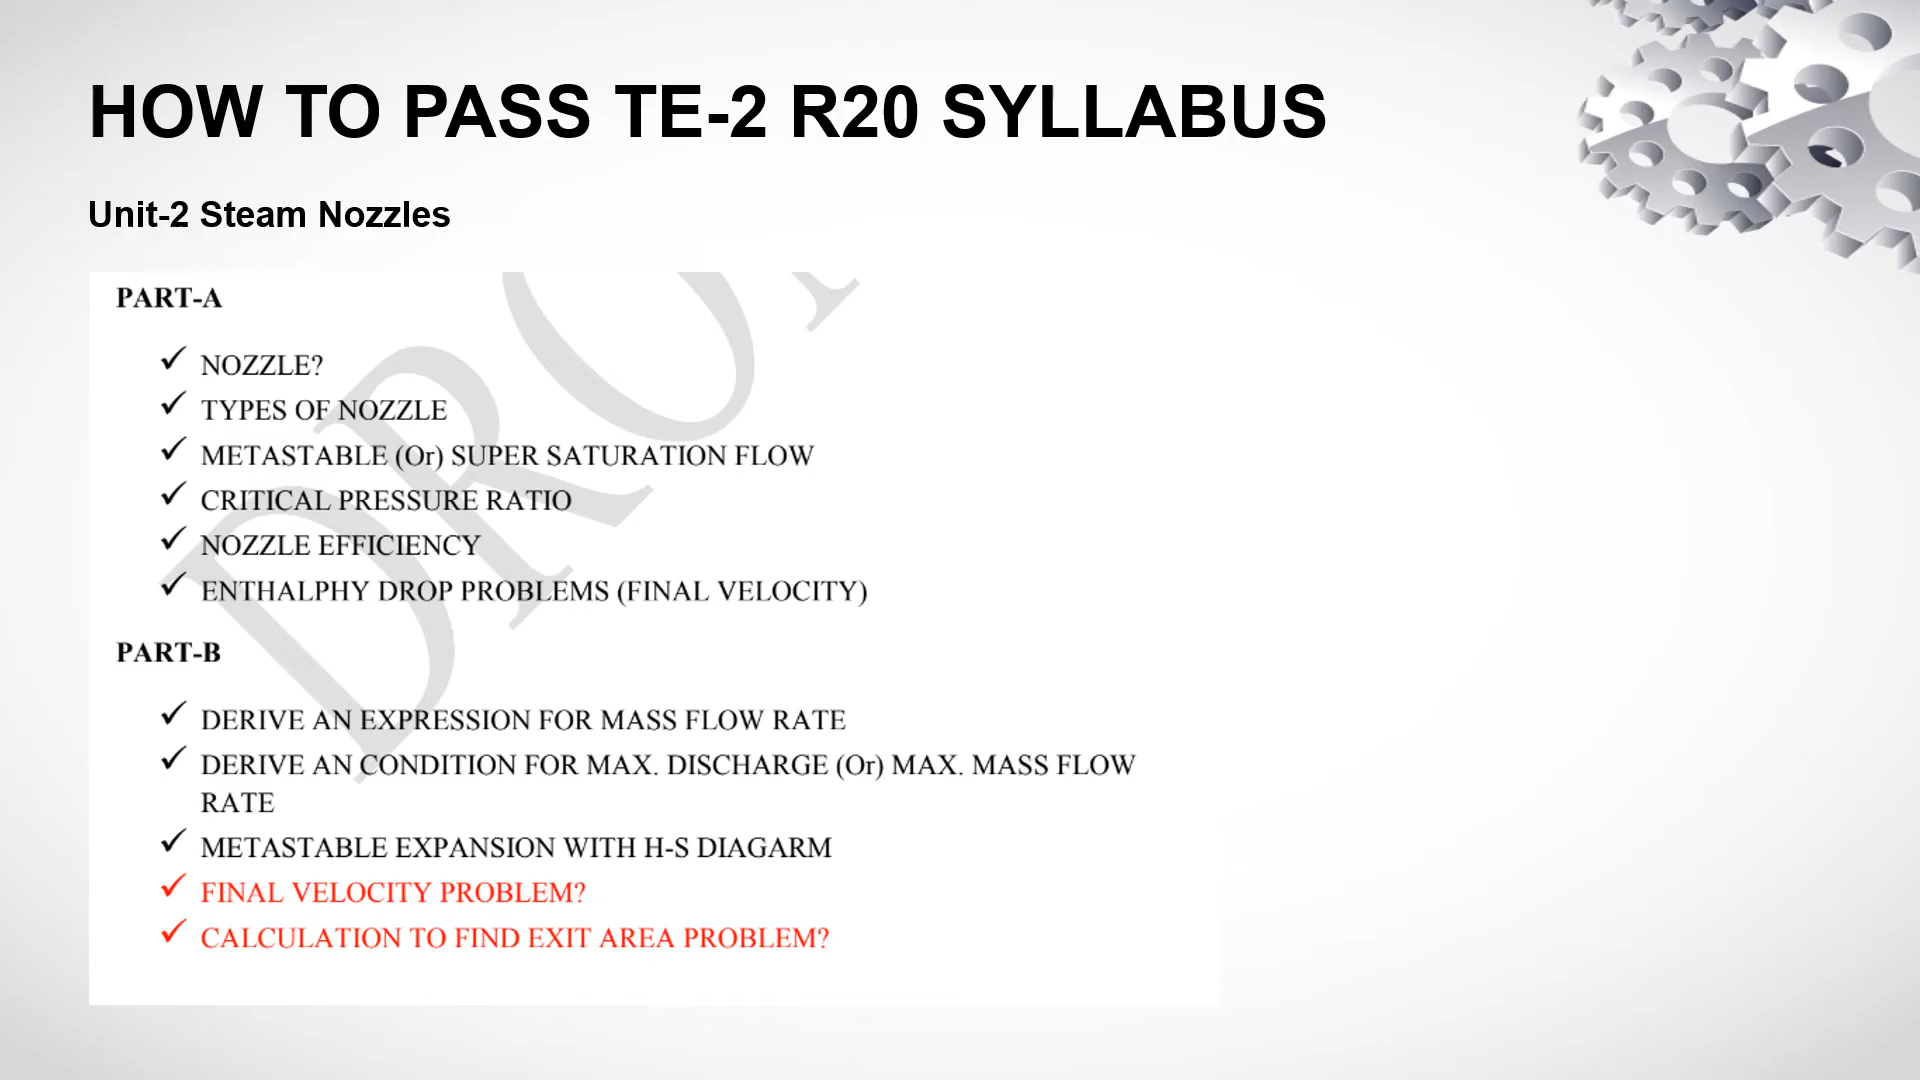 HOW TO PASS TE-2 R20 SYLLABUS
Unit-2 Steam Nozzles
PART-A
NOZZLE?
TYPES OF NOZZLE
METASTABLE (Or) SUPER SATURATION FLOW
CRITICAL PRESSURE RATIO
NOZZLE EFFICIENCY
ENTHALPHY DROP PROBLEMS (FINAL VELOCITY)
PART-B
DERIVE AN EXPRESSION FOR MASS FLOW RATE
DERIVE AN CONDITION FOR MAX. DISCHARGE (Or) MAX. MASS FLOW
RATE
METASTABLE EXPANSION WITH H-S DIAGARM
FINAL VELOCITY PROBLEM?
CALCULATION TO FIND EXIT AREA PROBLEM?